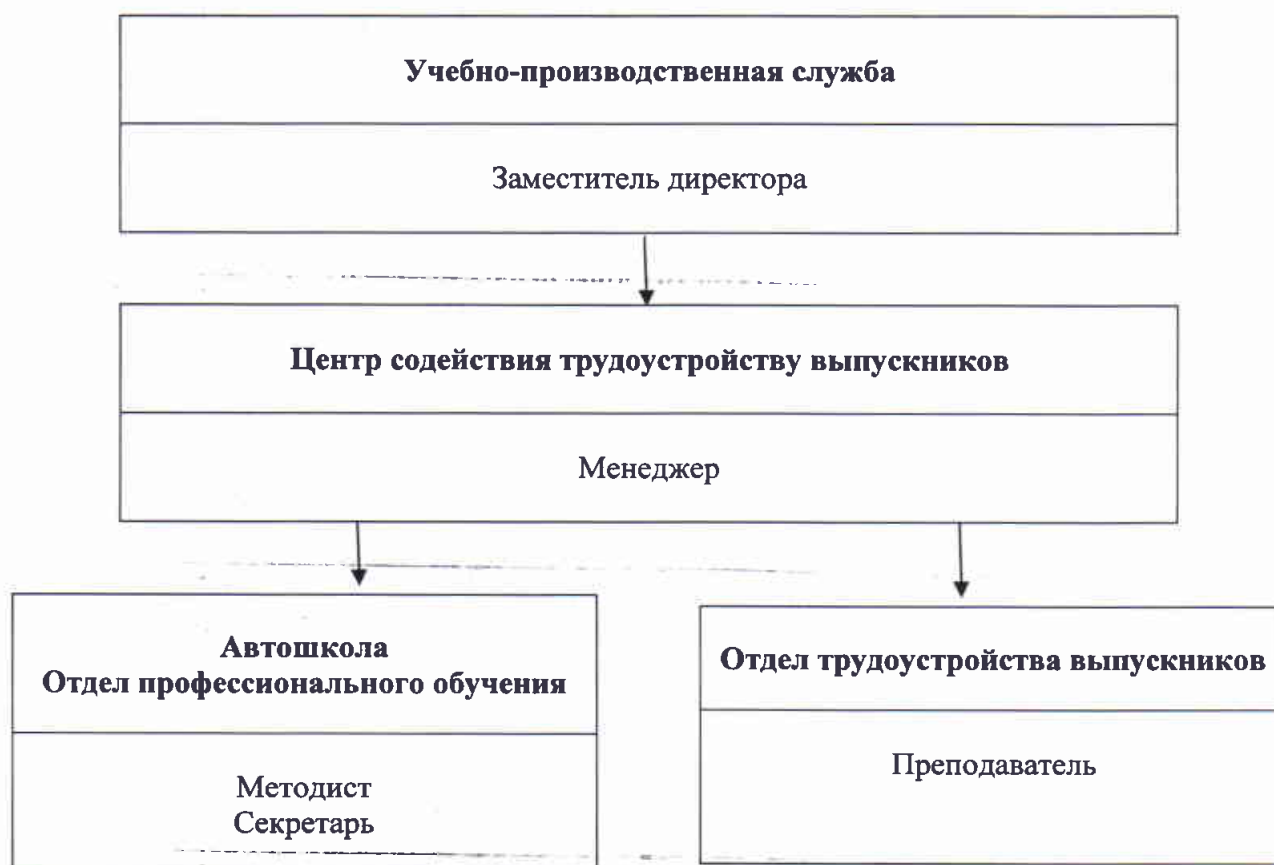 Учебно-производственная служба
Заместитель директора
Центр содействия трудоустройству выпускников
Менеджер
Автошкола
Отдел профессионального обучения
Методист
Секретарь
Отдел трудоустройства выпускников
Преподаватель